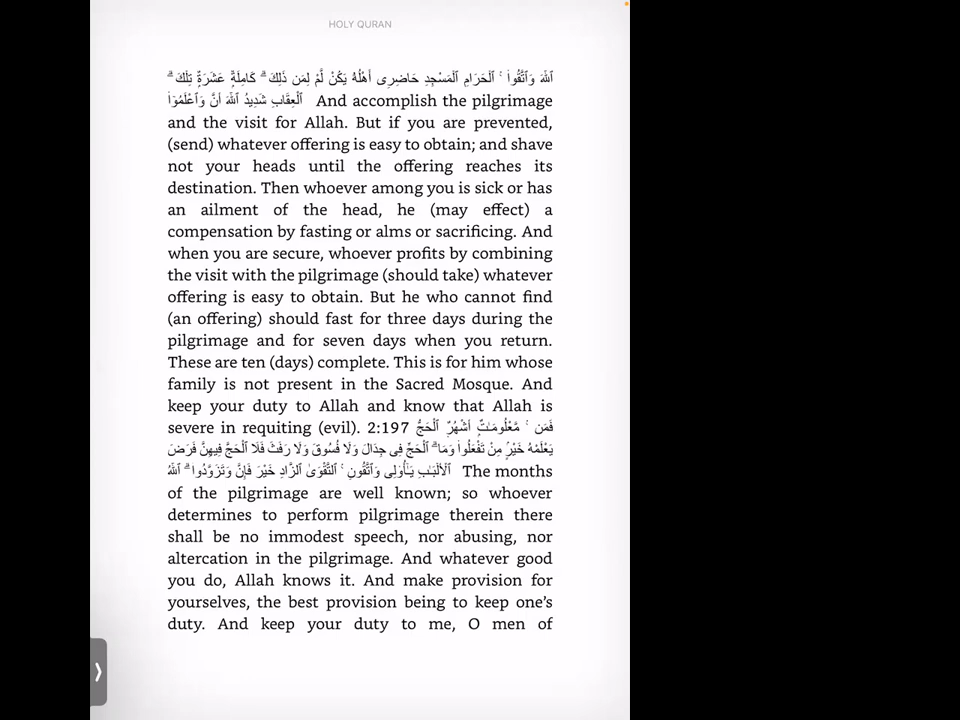 HOLY QURAN
ٱللَّهَ وَٱتَّقُوا۟ ۚ ٱلْحَرَامِ ٱلْمَسْجِدِ حَاضِرِى أَهْلُهُ يَكُنْ لَّمْ لِمَن ذَٰلِكَ ۗ كَامِلَةٌ عَشَرَةٌ تِلْكَ ۗ
ٱلْعِقَابِ شَدِيدُ ٱللَّهَ أَنَّ وَٱعْلَمُوٓا۟ And accomplish the pilgrimage
and the visit for Allah. But if you are prevented,
(send) whatever offering is easy to obtain; and shave
not your heads until the offering reaches its
destination. Then whoever among you is sick or has
an ailment of the head, he (may effect) a
compensation by fasting or alms or sacrificing. And
when you are secure, whoever profits by combining
the visit with the pilgrimage (should take) whatever
offering is easy to obtain. But he who cannot find
(an offering) should fast for three days during the
pilgrimage and for seven days when you return.
These are ten (days) complete. This is for him whose
family is not present in the Sacred Mosque. And
keep your duty to Allah and know that Allah is
severe in requiting (evil). 2:197 فَمَن ۚ مَّعْلُومَـٰتٌ أَشْهُرٌ ٱلْحَجُّ
يَعْلَمْهُ خَيْرٍ مِنْ تَفْعَلُوا۟ وَمَا ۗ ٱلْحَجِّ فِى جِدَالَ وَلَا فُسُوقَ وَلَا رَفَثَ فَلَا ٱلْحَجَّ فِيهِنَّ فَرَضَ
ٱلْأَلْبَـٰبِ يَـٰٓأُو۟لِى وَٱتَّقُونِ ۚ ٱلتَّقْوَىٰ ٱلزَّادِ خَيْرَ فَإِنَّ وَتَزَوَّدُوا۟ ۗ ٱللَّهُ The months
of the pilgrimage are well known; so whoever
determines to perform pilgrimage therein there
shall be no immodest speech, nor abusing, nor
altercation in the pilgrimage. And whatever good
you do, Allah knows it. And make provision for
yourselves, the best provision being to keep one's
duty. And keep your duty to me, O men of